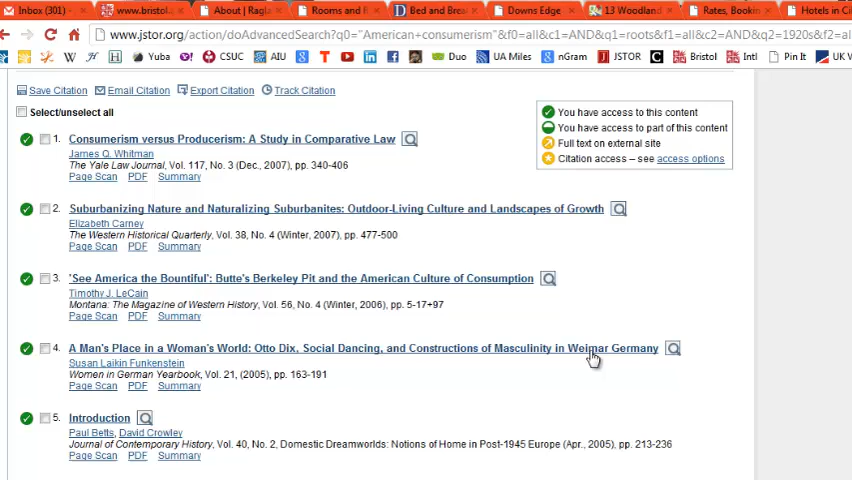 Inbox (301)
www.bristol.
About | Ragla
Rooms and R
Bed and Brea
Downs Edge
13 Woodland
Rates, Bookin
Hotels in Ci
www.jstor.org/action/doAdvancedSearch?q0="American+consumerism"&f0=all&c1=AND&q1=roots&f1=all&c2=AND&q2=1920s&f2=al
W H Yuba CSUC AIU Duo UA Miles nGram JSTOR Bristol Intl Pin It UK V
Save Citation Email Citation Export Citation Track Citation
Select/unselect all
You have access to this content
You have access to part of this content
Full text on external site
Citation access – see access options
1. Consumerism versus Producerism: A Study in Comparative Law
James Q. Whitman
The Yale Law Journal, Vol. 117, No. 3 (Dec., 2007), pp. 340-406
Page Scan PDF Summary
2. Suburbanizing Nature and Naturalizing Suburbanites: Outdoor-Living Culture and Landscapes of Growth
Elizabeth Carney
The Western Historical Quarterly, Vol. 38, No. 4 (Winter, 2007), pp. 477-500
Page Scan PDF Summary
3. 'See America the Bountiful': Butte's Berkeley Pit and the American Culture of Consumption
Timothy J. LeCain
Montana: The Magazine of Western History, Vol. 56, No. 4 (Winter, 2006), pp. 5-17+97
Page Scan PDF Summary
4. A Man's Place in a Woman's World: Otto Dix, Social Dancing, and Constructions of Masculinity in Weimar Germany
Susan Laikin Funkenstein
Women in German Yearbook, Vol. 21, (2005), pp. 163-191
Page Scan PDF Summary
5. Introduction
Paul Betts, David Crowley
Journal of Contemporary History, Vol. 40, No. 2, Domestic Dreamworlds: Notions of Home in Post-1945 Europe (Apr., 2005), pp. 213-236
Page Scan PDF Summary